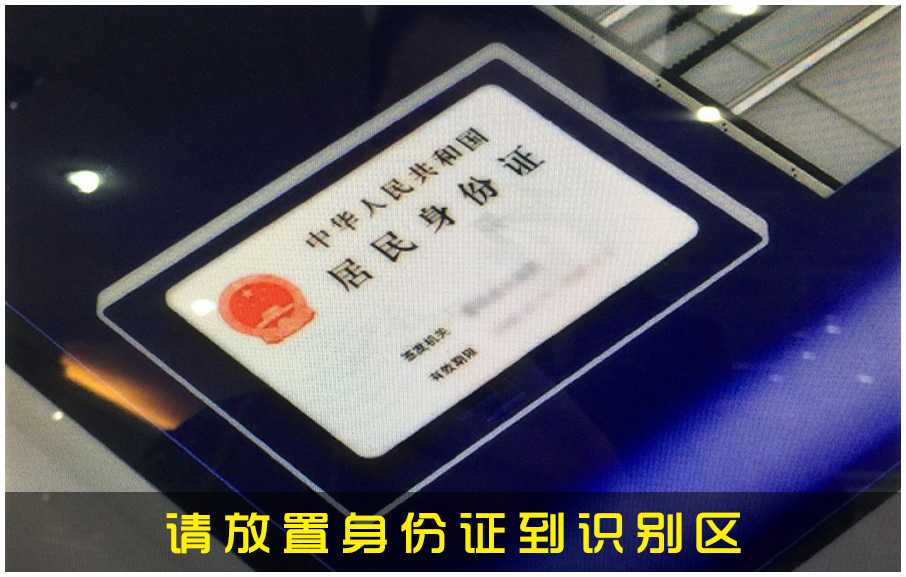 中华人民共和国
居民身份证
签发机关
有效期限
请放置身份证到识别区